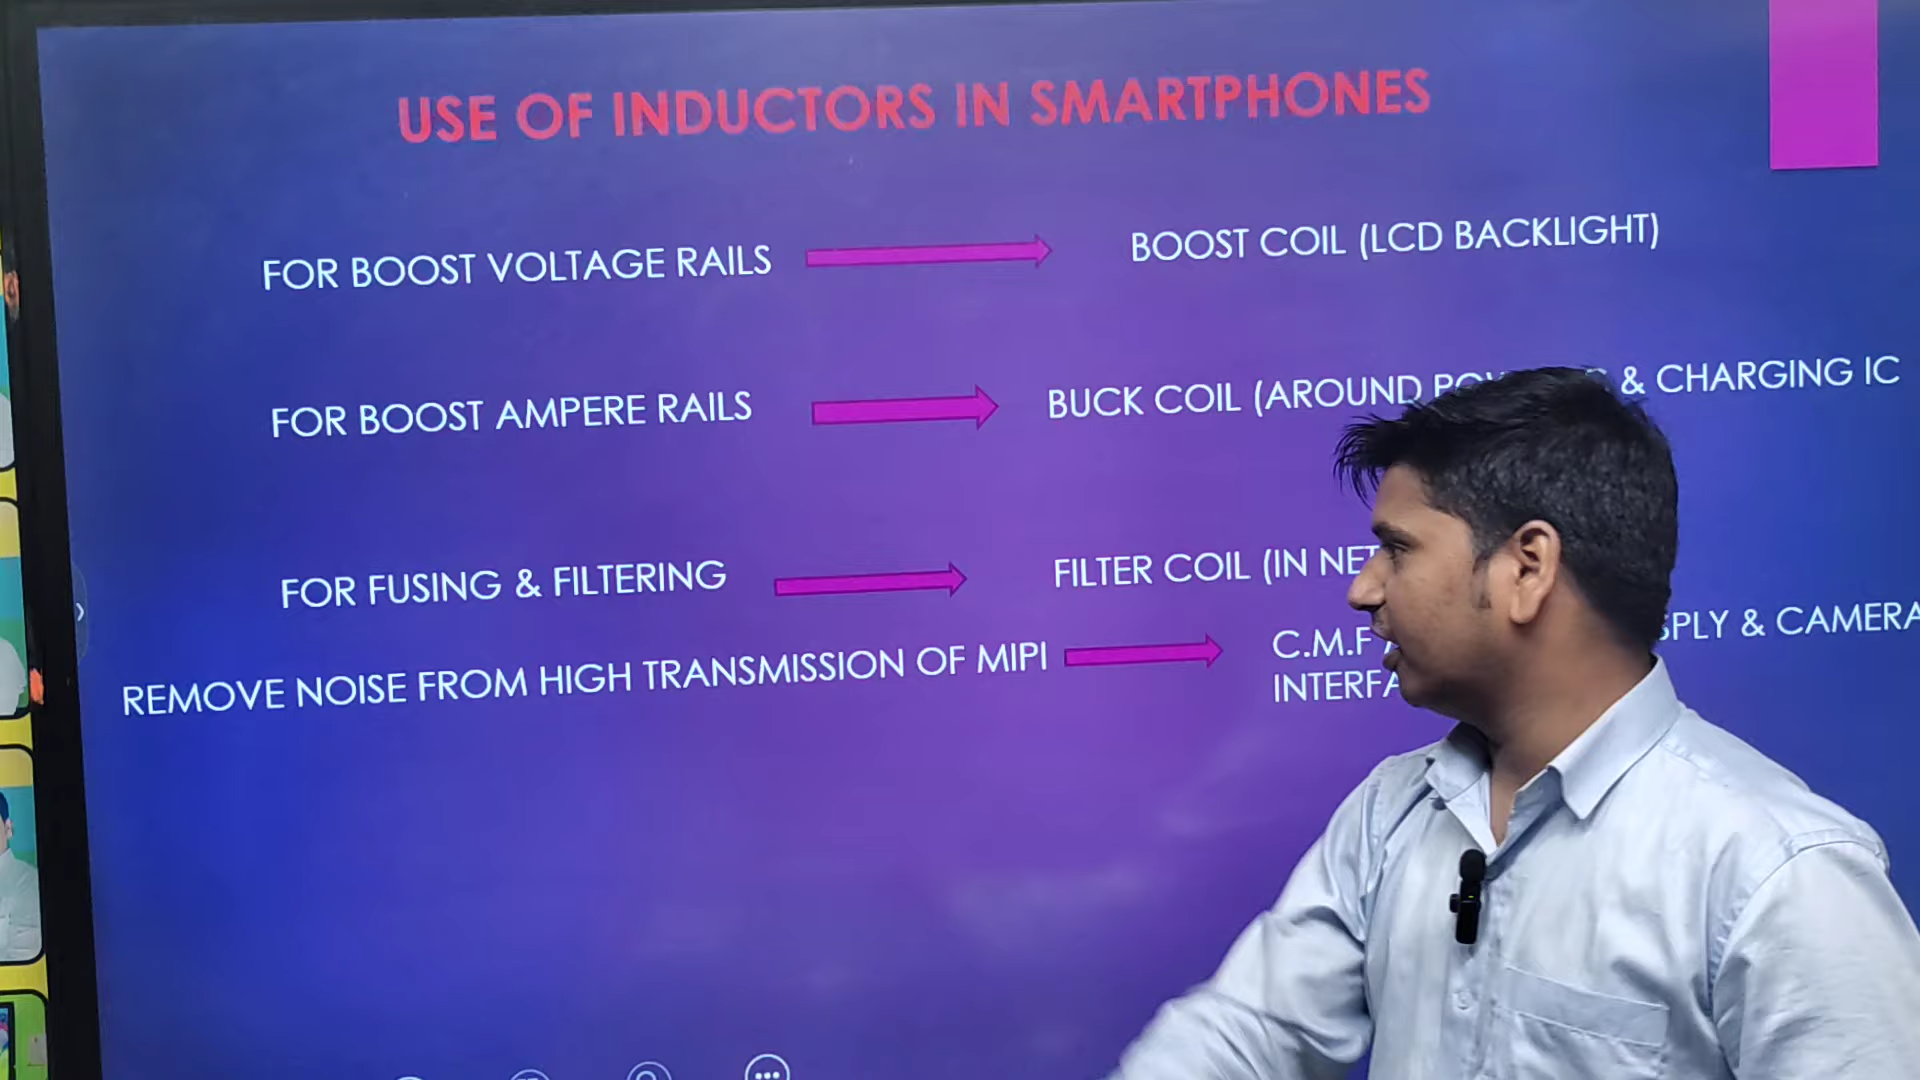 USE OF INDUCTORS IN SMARTPHONES
FOR BOOST VOLTAGE RAILS BOOST COIL (LCD BACKLIGHT)
FOR BOOST AMPERE RAILS BUCK COIL (AROUND & CHARGING IC
FOR FUSING & FILTERING FILTER COIL (IN
REMOVE NOISE FROM HIGH TRANSMISSION OF MIPI C.M.F & CAMERA